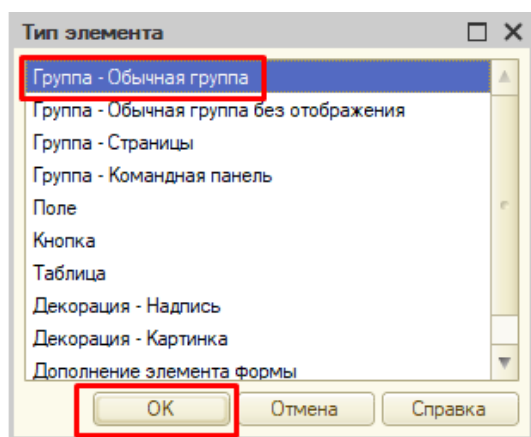 Тип элемента
Группа - Обычная группа
Группа - Обычная группа без отображения
Группа - Страницы
Группа - Командная панель
Поле
Кнопка
Таблица
Декорация - Надпись
Декорация - Картинка
Дополнение элемента формы
ОК Отмена Справка